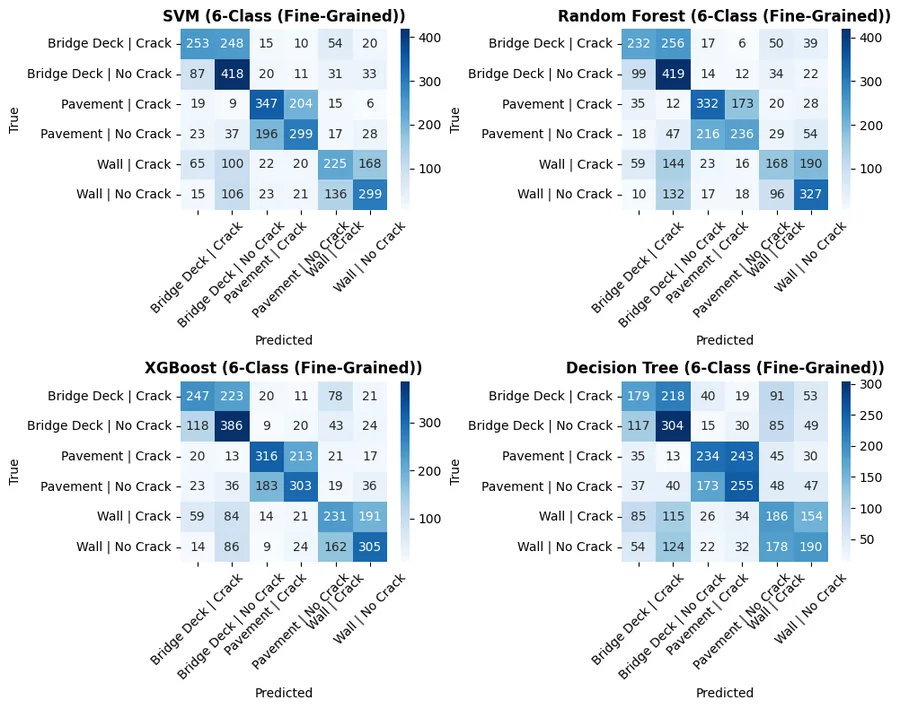 SVM (6-Class (Fine-Grained))
Bridge Deck | Crack 253 248 15 10 54 20
Bridge Deck | No Crack 87 418 20 11 31 33
Pavement | Crack 19 9 347 204 15 6
Pavement | No Crack 23 37 196 299 17 28
Wall | Crack 65 100 22 20 225 168
Wall | No Crack 15 106 23 21 136 299
True
400
300
200
100
Bridge Deck | Crack
Bridge Deck | No Crack
Pavement | Crack
Pavement | No Crack
Wall | Crack
Wall | No Crack
Predicted
Random Forest (6-Class (Fine-Grained))
Bridge Deck | Crack 232 256 17 6 50 39
Bridge Deck | No Crack 99 419 14 12 34 22
Pavement | Crack 35 12 332 173 20 28
Pavement | No Crack 18 47 216 236 29 54
Wall | Crack 59 144 23 16 168 190
Wall | No Crack 10 132 17 18 96 327
True
400
300
200
100
Bridge Deck | Crack
Bridge Deck | No Crack
Pavement | Crack
Pavement | No Crack
Wall | Crack
Wall | No Crack
Predicted
XGBoost (6-Class (Fine-Grained))
Bridge Deck | Crack 247 223 20 11 78 21
Bridge Deck | No Crack 118 386 9 20 43 24
Pavement | Crack 20 13 316 213 21 17
Pavement | No Crack 23 36 183 303 19 36
Wall | Crack 59 84 14 21 231 191
Wall | No Crack 14 86 9 24 162 305
True
300
200
100
Bridge Deck | Crack
Bridge Deck | No Crack
Pavement | Crack
Pavement | No Crack
Wall | Crack
Wall | No Crack
Predicted
Decision Tree (6-Class (Fine-Grained))
Bridge Deck | Crack 179 218 40 19 91 53
Bridge Deck | No Crack 117 304 15 30 85 49
Pavement | Crack 35 13 234 243 45 30
Pavement | No Crack 37 40 173 255 48 47
Wall | Crack 85 115 26 34 186 154
Wall | No Crack 54 124 22 32 178 190
True
300
250
200
150
100
50
Bridge Deck | Crack
Bridge Deck | No Crack
Pavement | Crack
Pavement | No Crack
Wall | Crack
Wall | No Crack
Predicted